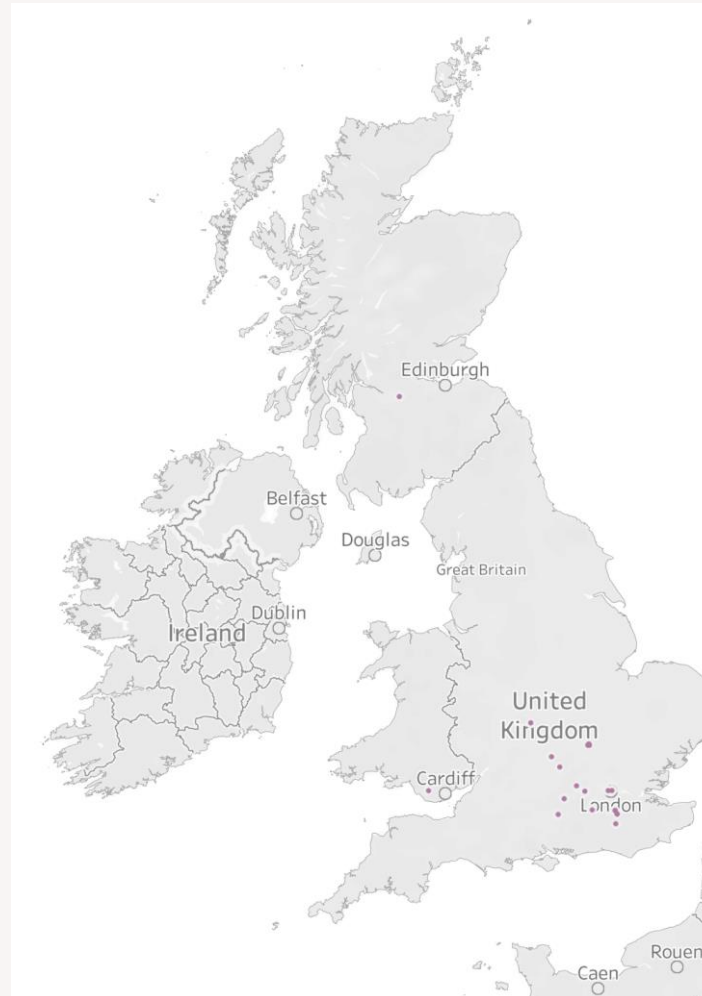 Edinburgh
Belfast
Douglas
Great Britain
Dublin
Ireland
United
Kingdom
Cardiff
London
Rouen
Caen